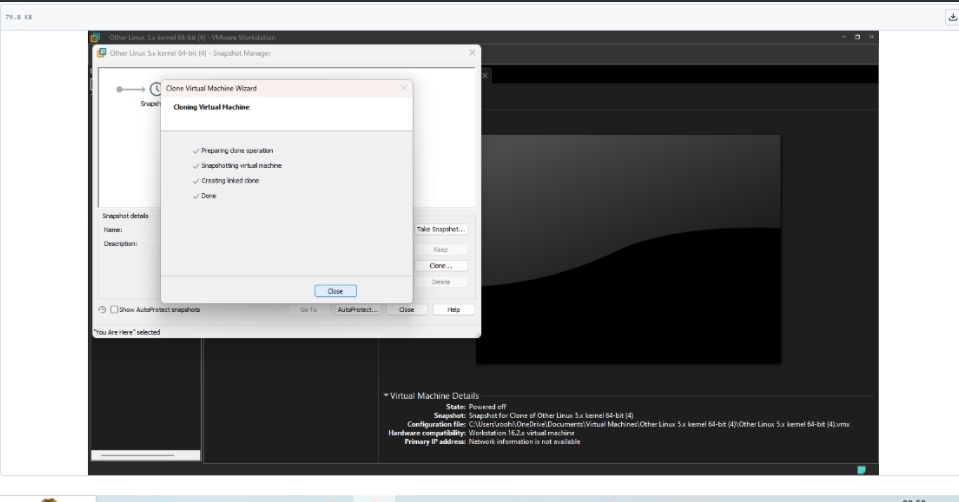 79.8 KB
Other Linux 5.x kernel 64-bit (4) - VMware Workstation
Other Linux 5.x kernel 64-bit (4) - Snapshot Manager
Snapsh
Clone Virtual Machine Wizard
Cloning Virtual Machine
Preparing clone operation
Snapshotting virtual machine
Creating linked clone
Done
Close
Snapshot details
Name:
Description:
Take Snapshot...
Keep
Clone...
Delete
Show AutoProtect snapshots
Go To
AutoProtect...
Close
Help
"You Are Here" selected
Virtual Machine Details
State: Powered off
Snapshot: Snapshot for Clone of Other Linux 5.x kernel 64-bit (4)
Configuration file: C:\Users\roohi\OneDrive\Documents\Virtual Machines\Other Linux 5.x kernel 64-bit (4)\Other Linux 5.x kernel 64-bit (4).vmx
Hardware compatibility: Workstation 16.2.x virtual machine
Primary IP address: Network information is not available